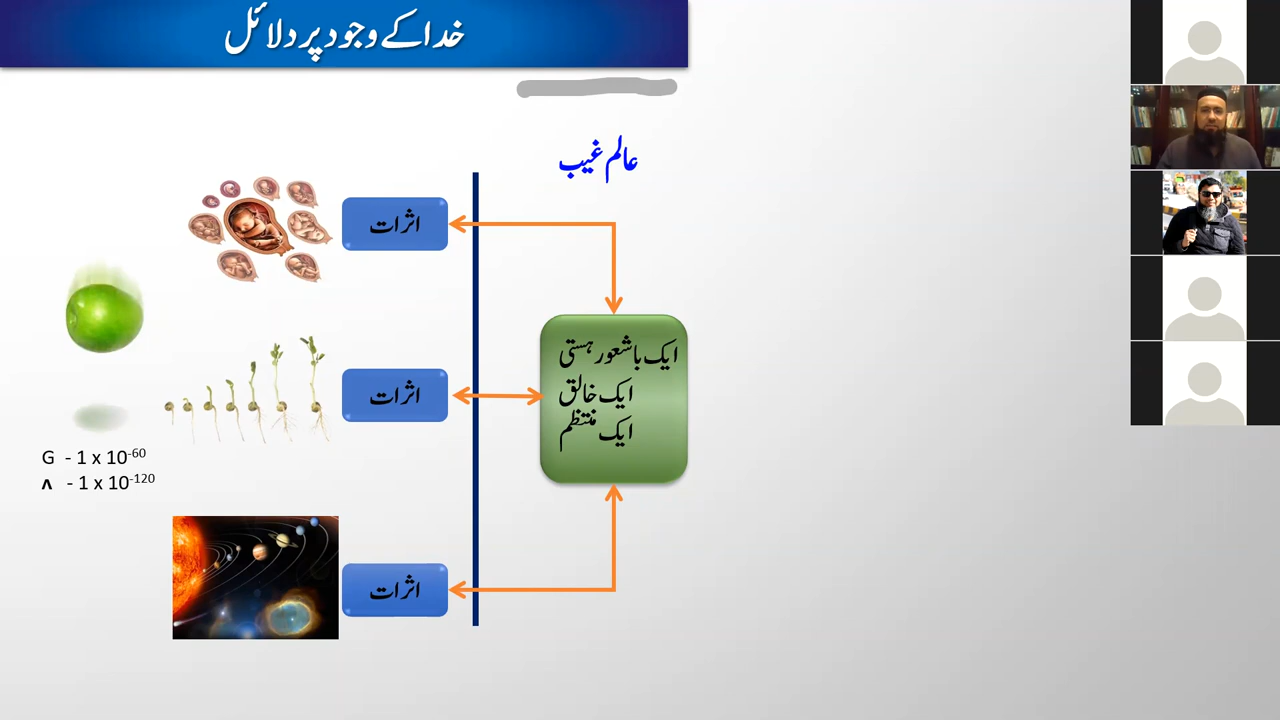 خدا کے وجود پر دلائل
عالم غیب
اثرات
ایک باشعور ہستی
ایک خالق
ایک منتظم
اثرات
G - 1 x 10⁻⁶⁰
ʌ - 1 x 10⁻¹²⁰
اثرات